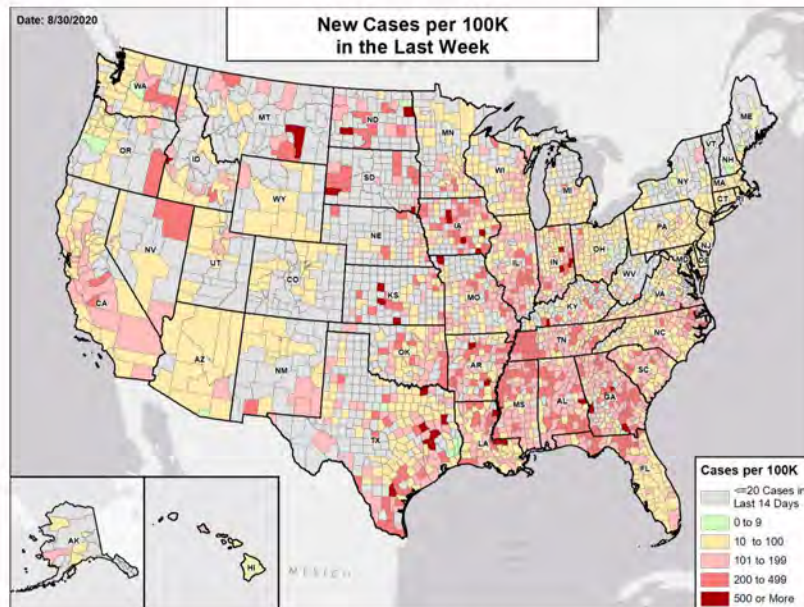 Date: 8/30/2020
New Cases per 100K
in the Last Week
WA
MT
ND
MN
ME
OR
ID
SD
WI
VT
NH
NY
MA
CT
RI
WY
MI
IA
NE
PA
NJ
NV
UT
CO
IL
IN
OH
MD
DE
WV
VA
CA
KS
MO
KY
AZ
NM
OK
AR
TN
NC
SC
MS
AL
GA
TX
LA
FL
AK
HI
MEXICO
Cases per 100K
<=20 Cases in
Last 14 Days
0 to 9
10 to 100
101 to 199
200 to 499
500 or More